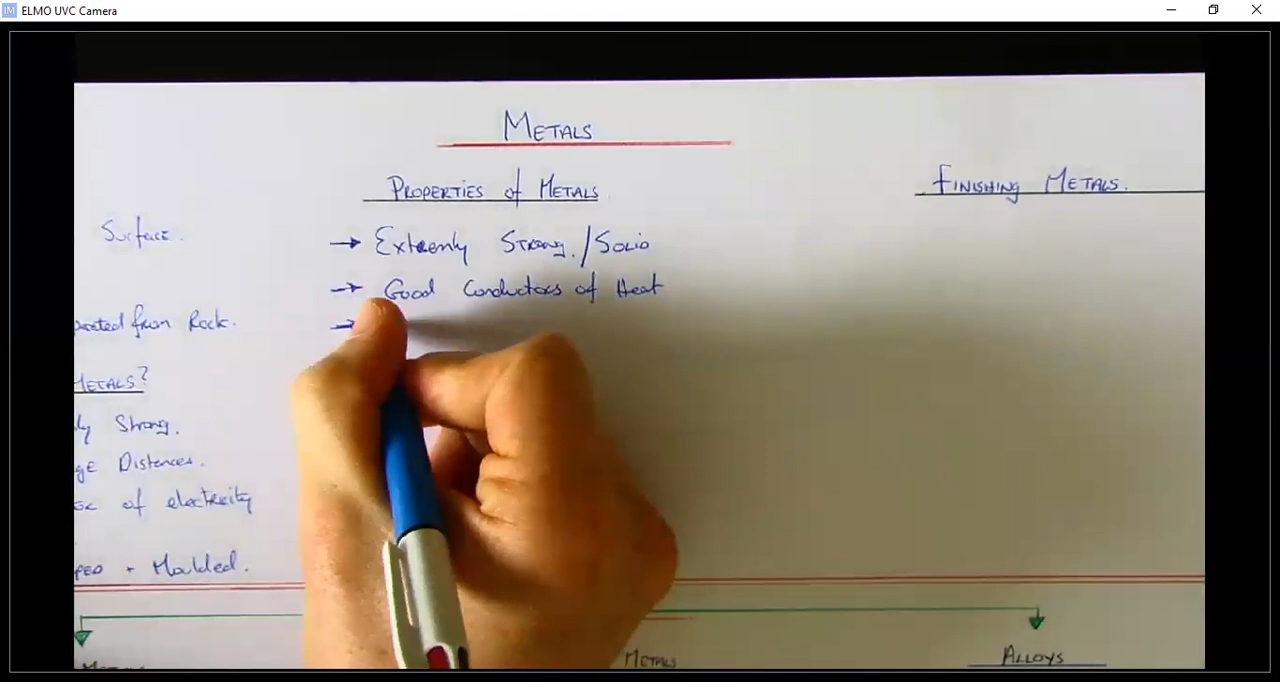 ELMO UVC Camera
METALS
PROPERTIES of METALS.
FINISHING METALS.
Surface.
→ Extremly Strong./Solid
→ Good Conductors of Heat
from Rock.
→
METALS?
Strong.
Distances.
of electricity
+ Moulded.
METALS
ALLOYS